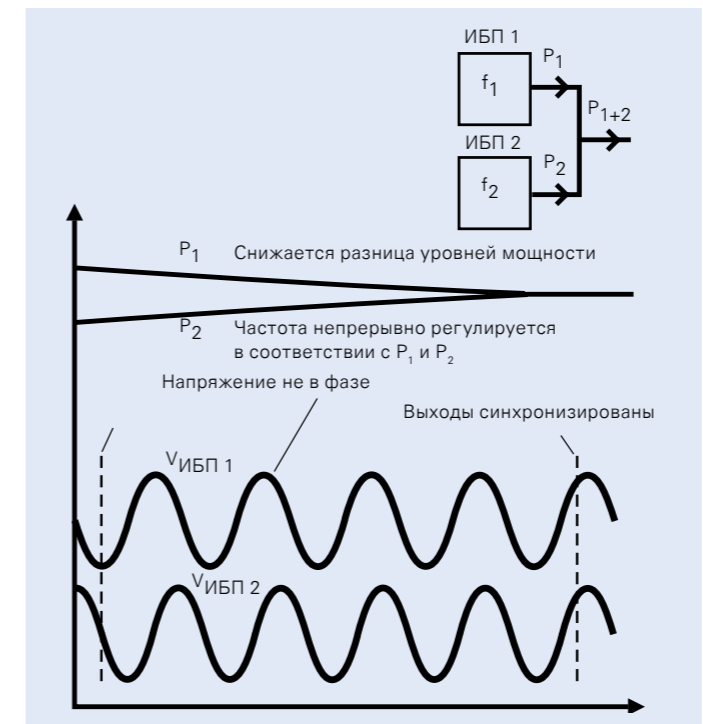 ИБП 1
P1
f1
P1+2
ИБП 2
P2
f2
P1
Снижается разница уровней мощности
P2
Частота непрерывно регулируется
в соответствии с P1 и P2
Напряжение не в фазе
Выходы синхронизированы
VИБП 1
VИБП 2